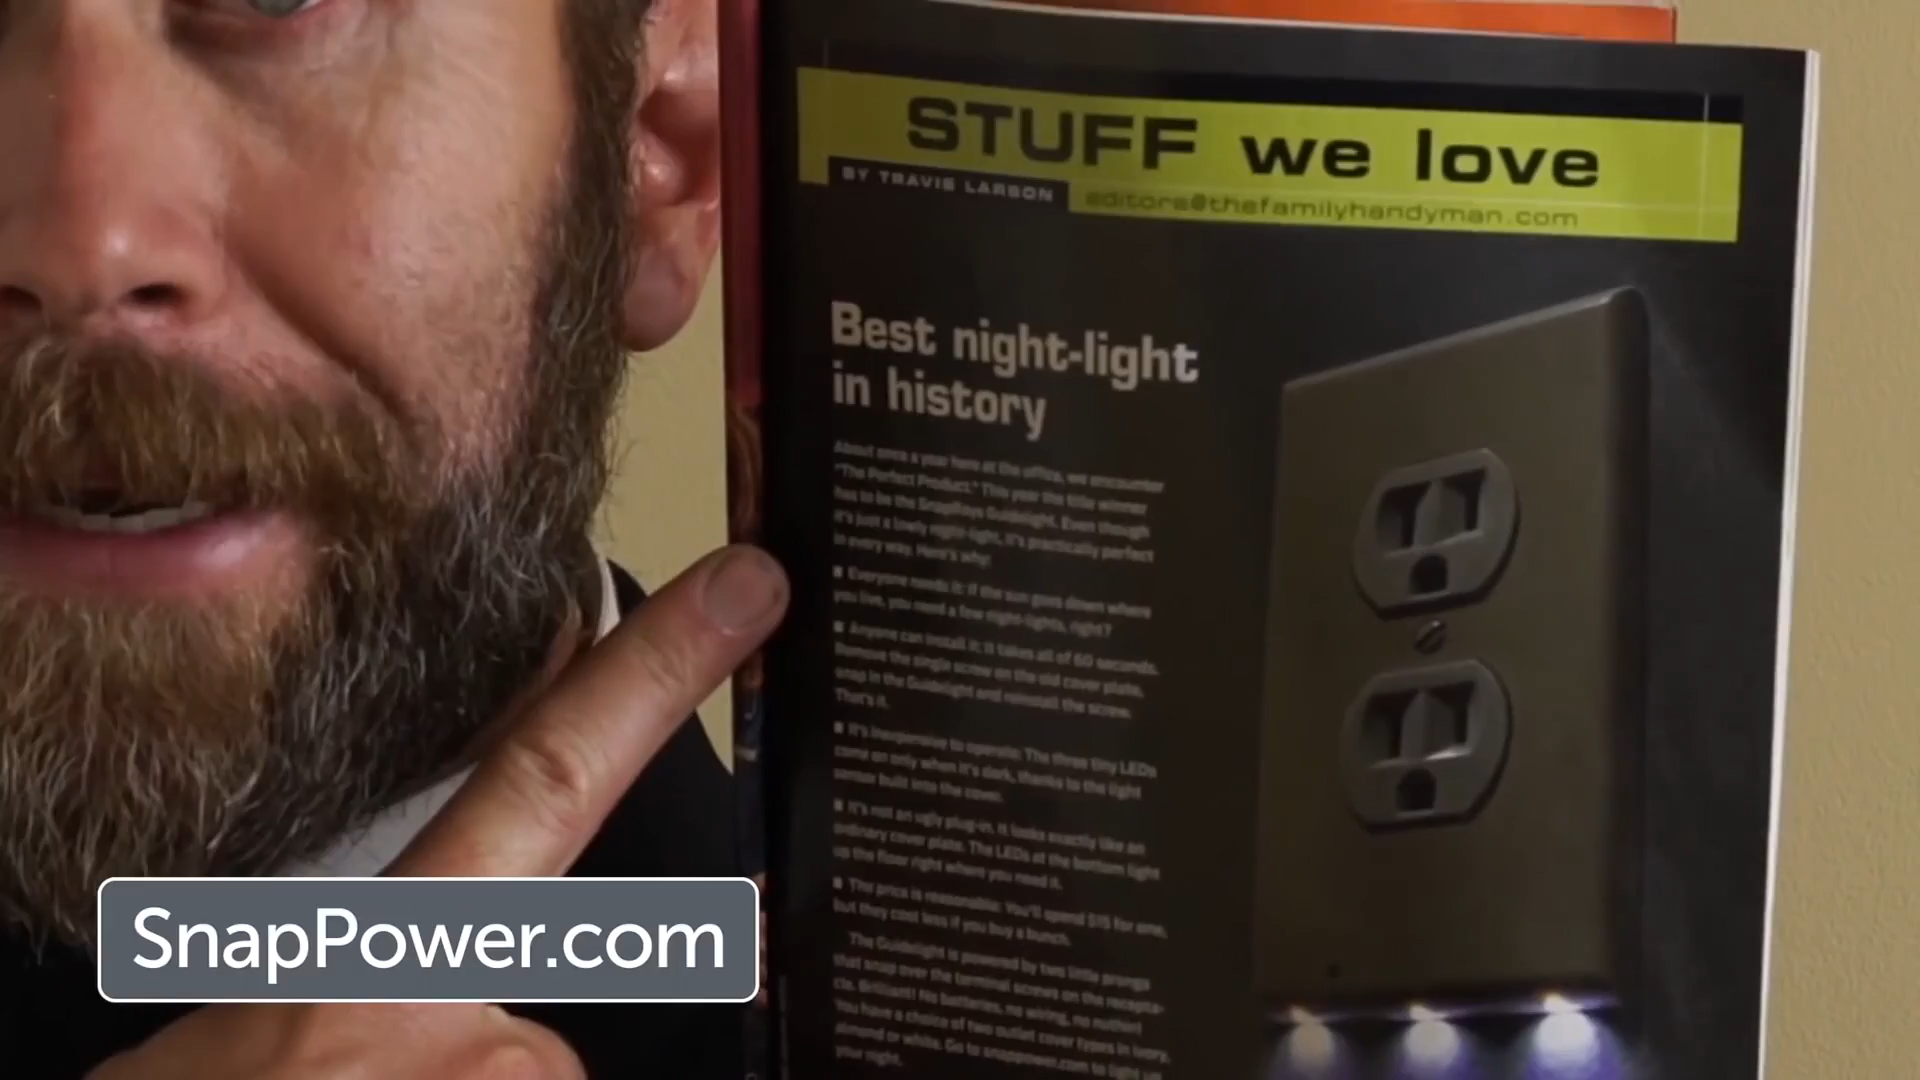 STUFF we love
BY TRAVIS LARSON
editors@thefamilyhandyman.com
Best night-light
in history
About once a year here at the office, we encounter
"The Perfect Product." This year the title winner
has to be the SnapRays Guidelight. Even though
it's just a lowly night-light, it's practically perfect
in every way. Here's why:
■ Everyone needs it: If the sun goes down where
you live, you need a few night-lights, right?
■ Anyone can install it: It takes all of 60 seconds.
Remove the single screw on the old cover plate,
snap in the Guidelight and reinstall the screw.
That's it.
■ It's inexpensive to operate: The three tiny LEDs
come on only when it's dark, thanks to the light
sensor built into the cover.
■ It's not an ugly plug-in. It looks exactly like an
ordinary cover plate. The LEDs at the bottom light
up the floor right where you need it.
■ The price is reasonable: You'll spend $15 for one,
but they cost less if you buy a bunch.
The Guidelight is powered by two little prongs
that snap over the terminal screws on the recepta-
cle. Brilliant! No batteries, no wiring, no nuthin'!
You have a choice of two outlet cover types in ivory,
almond or white. Go to snappower.com to light up
your night.
SnapPower.com